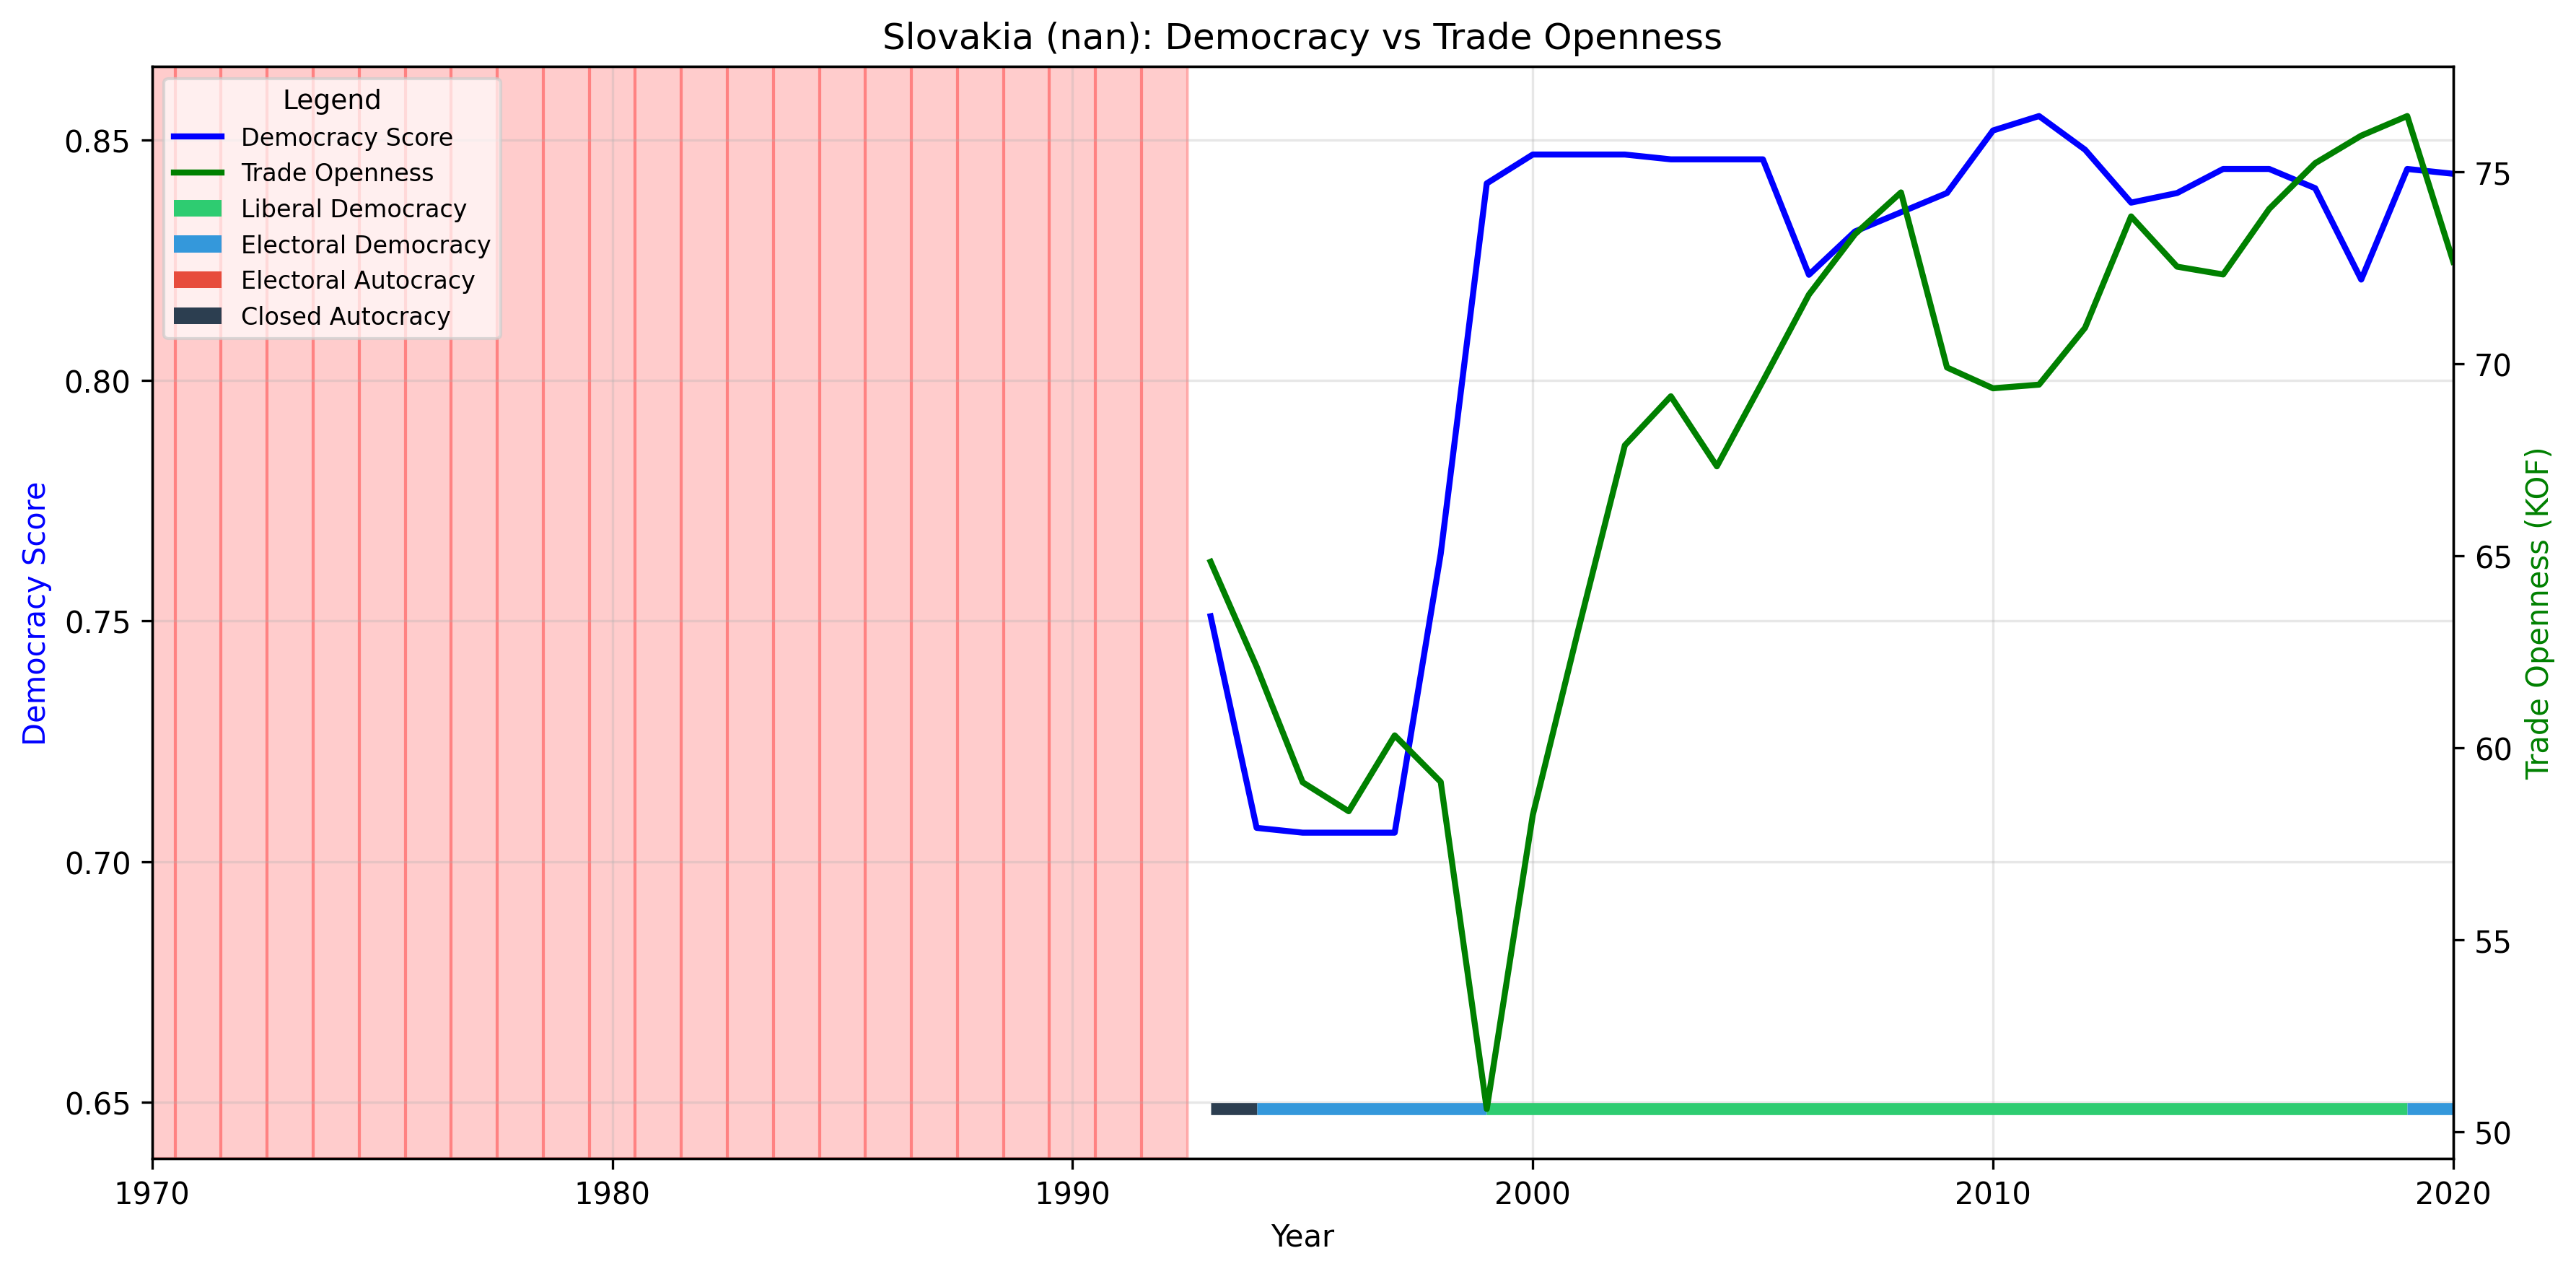 Slovakia (nan): Democracy vs Trade Openness
Legend
Democracy Score
Trade Openness
Liberal Democracy
Electoral Democracy
Electoral Autocracy
Closed Autocracy
0.85
0.80
0.75
0.70
0.65
Democracy Score
75
70
65
60
55
50
Trade Openness (KOF)
1970 1980 1990 2000 2010 2020
Year